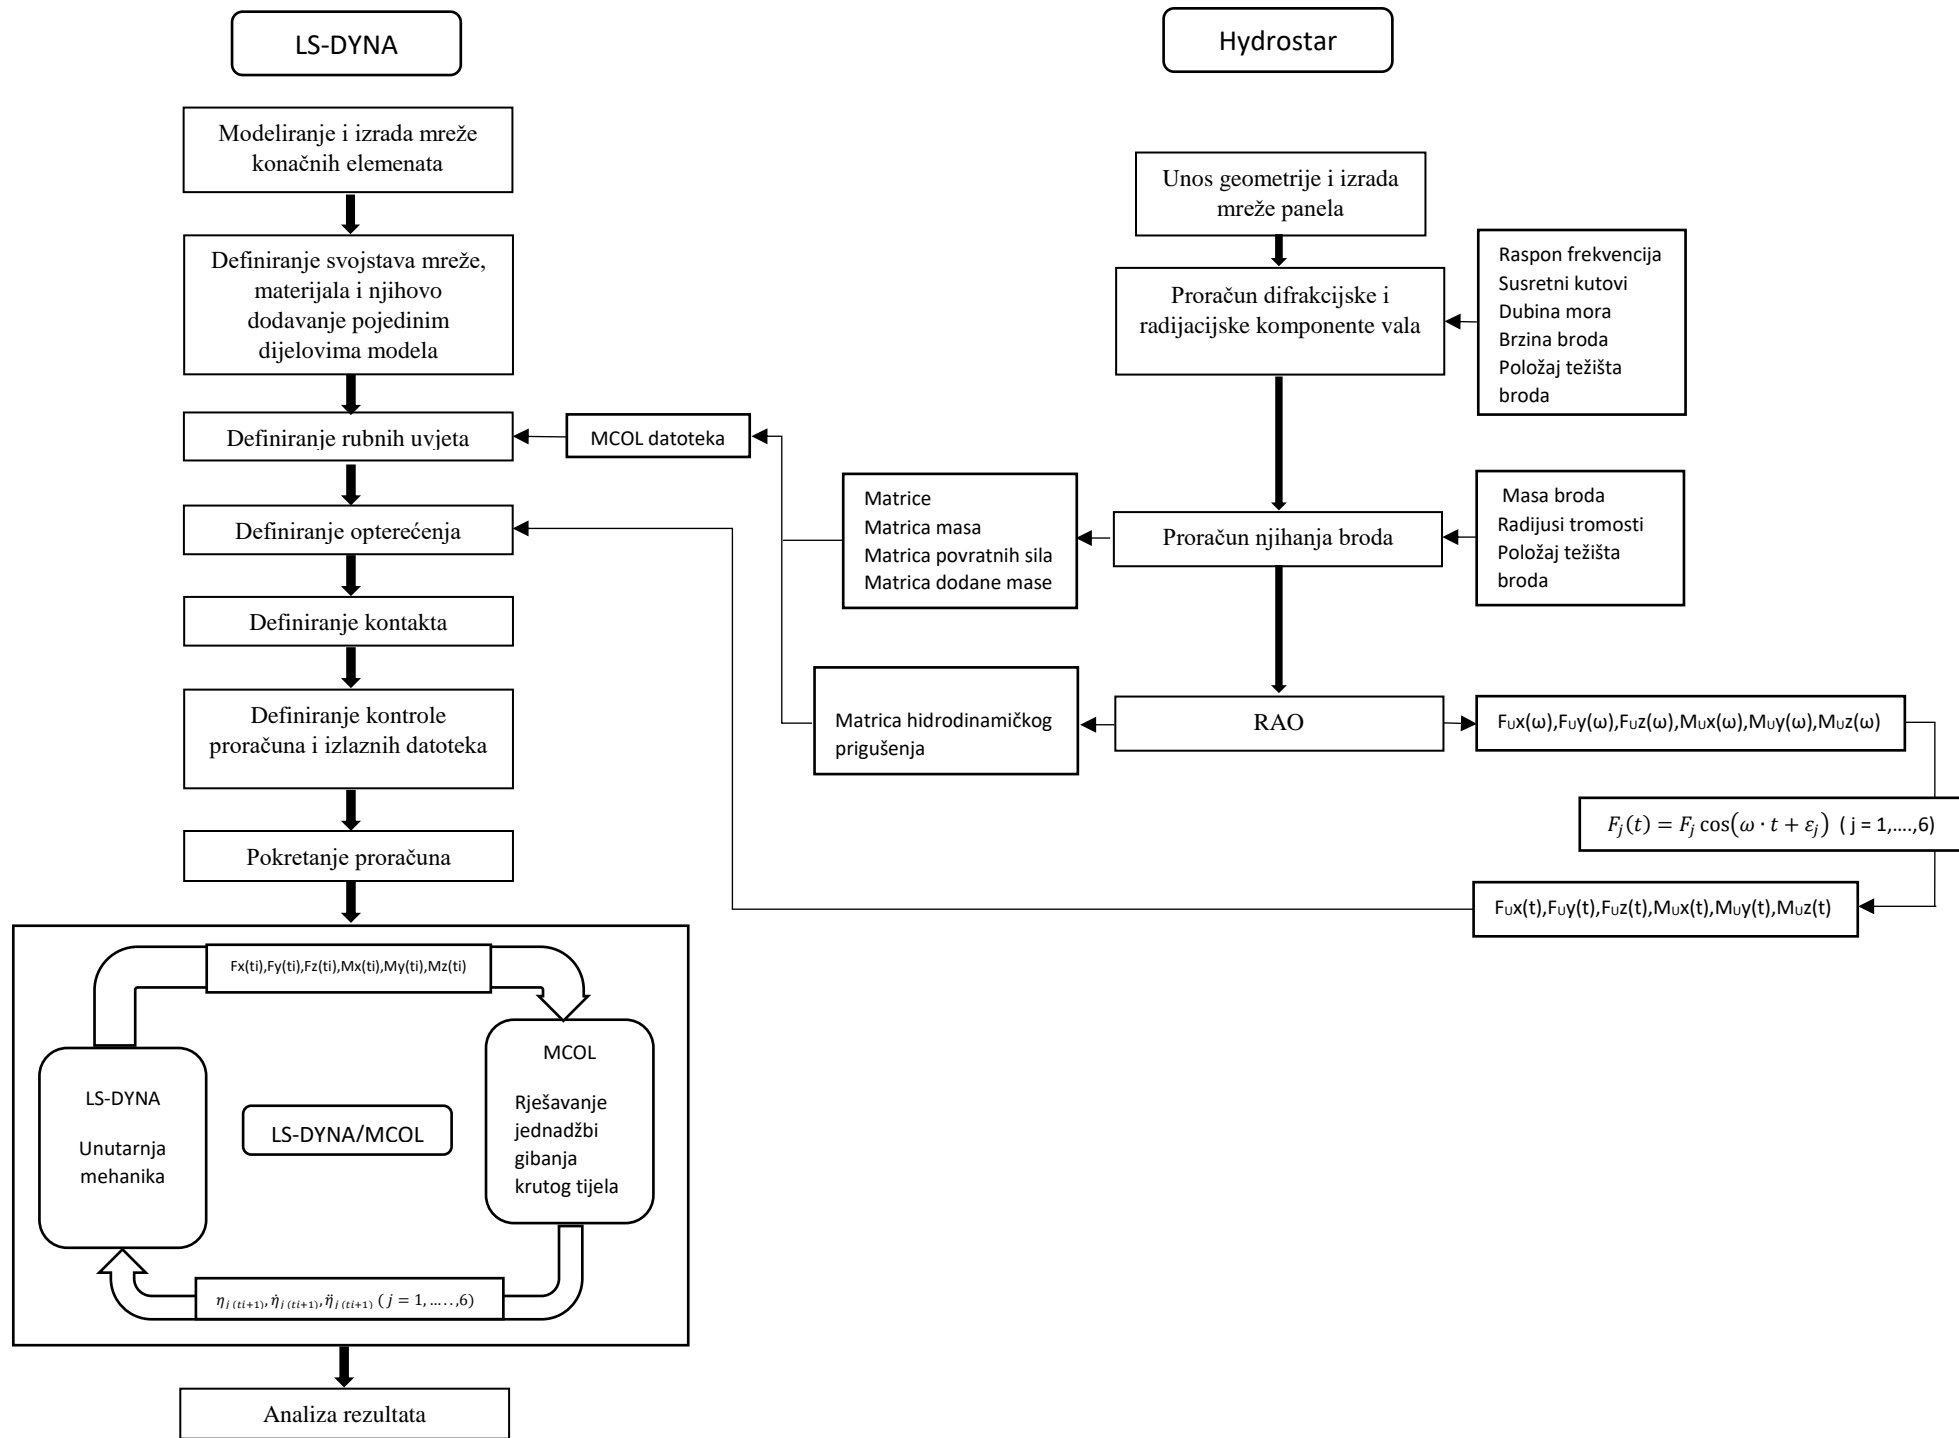 LS-DYNA
Modeliranje i izrada mreže
konačnih elemenata
Definiranje svojstava mreže,
materijala i njihovo
dodavanje pojedinim
dijelovima modela
Definiranje rubnih uvjeta
Definiranje opterećenja
Definiranje kontakta
Definiranje kontrole
proračuna i izlaznih datoteka
Pokretanje proračuna
Fx(ti),Fy(ti),Fz(ti),Mx(ti),My(ti),Mz(ti)
LS-DYNA
Unutarnja
mehanika
LS-DYNA/MCOL
MCOL
Rješavanje
jednadžbi
gibanja
krutog tijela
η_j(ti+1), η̇_j(ti+1), η̈_j(ti+1) (j = 1, .....,6)
Analiza rezultata
MCOL datoteka
Hydrostar
Unos geometrije i izrada
mreže panela
Proračun difrakcijske i
radijacijske komponente vala
Raspon frekvencija
Susretni kutovi
Dubina mora
Brzina broda
Položaj težišta
broda
Matrice
Matrica masa
Matrica povratnih sila
Matrica dodane mase
Proračun njihanja broda
Masa broda
Radijusi tromosti
Položaj težišta
broda
Matrica hidrodinamičkog
prigušenja
RAO
FUx(ω),FUy(ω),FUz(ω),MUx(ω),MUy(ω),MUz(ω)
F_j(t) = F_j cos(ω · t + ε_j) ( j = 1,....,6)
FUx(t),FUy(t),FUz(t),MUx(t),MUy(t),MUz(t)